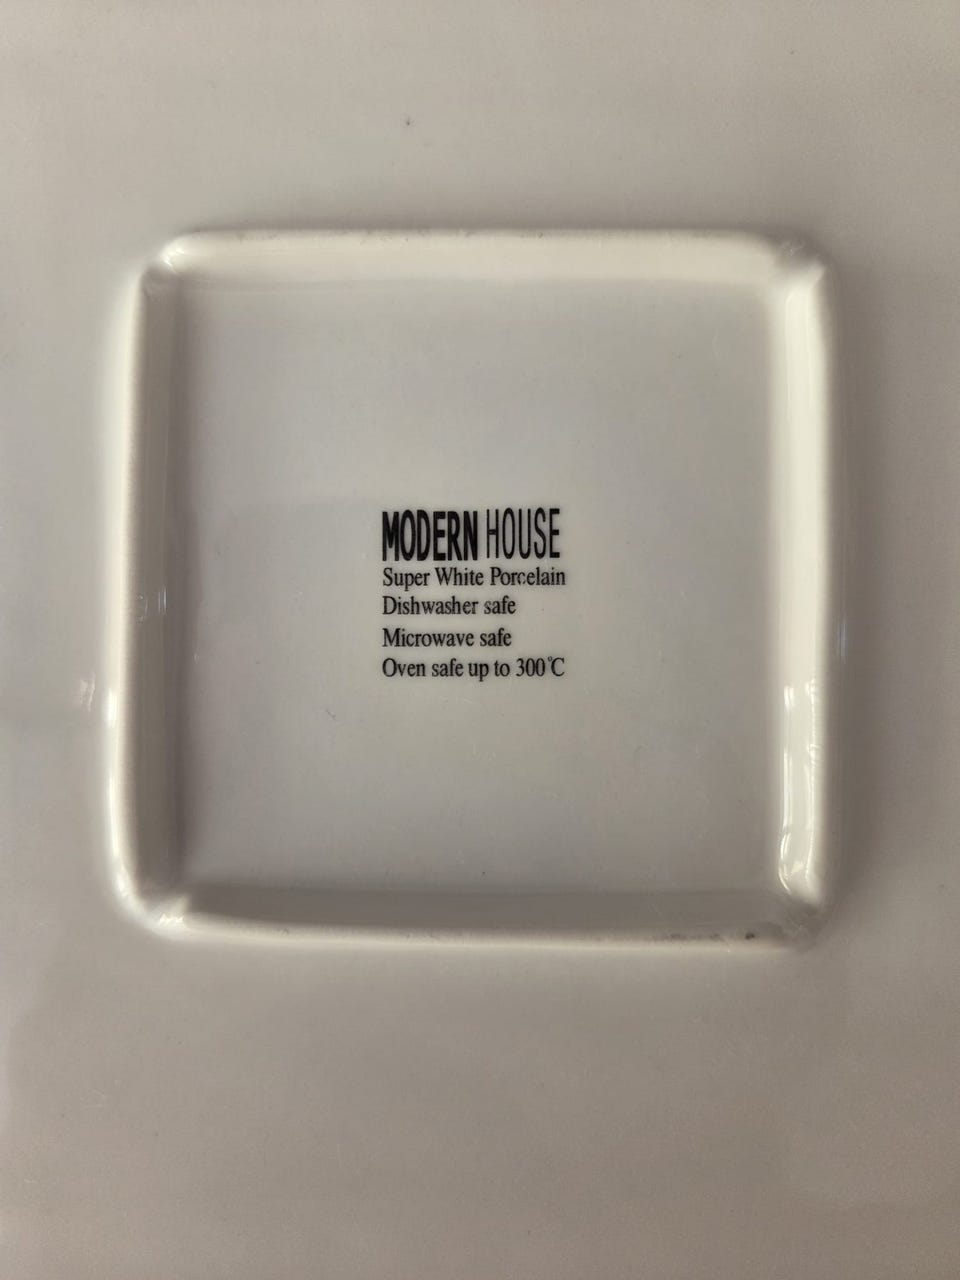 MODERN HOUSE
Super White Porcelain
Dishwasher safe
Microwave safe
Oven safe up to 300℃